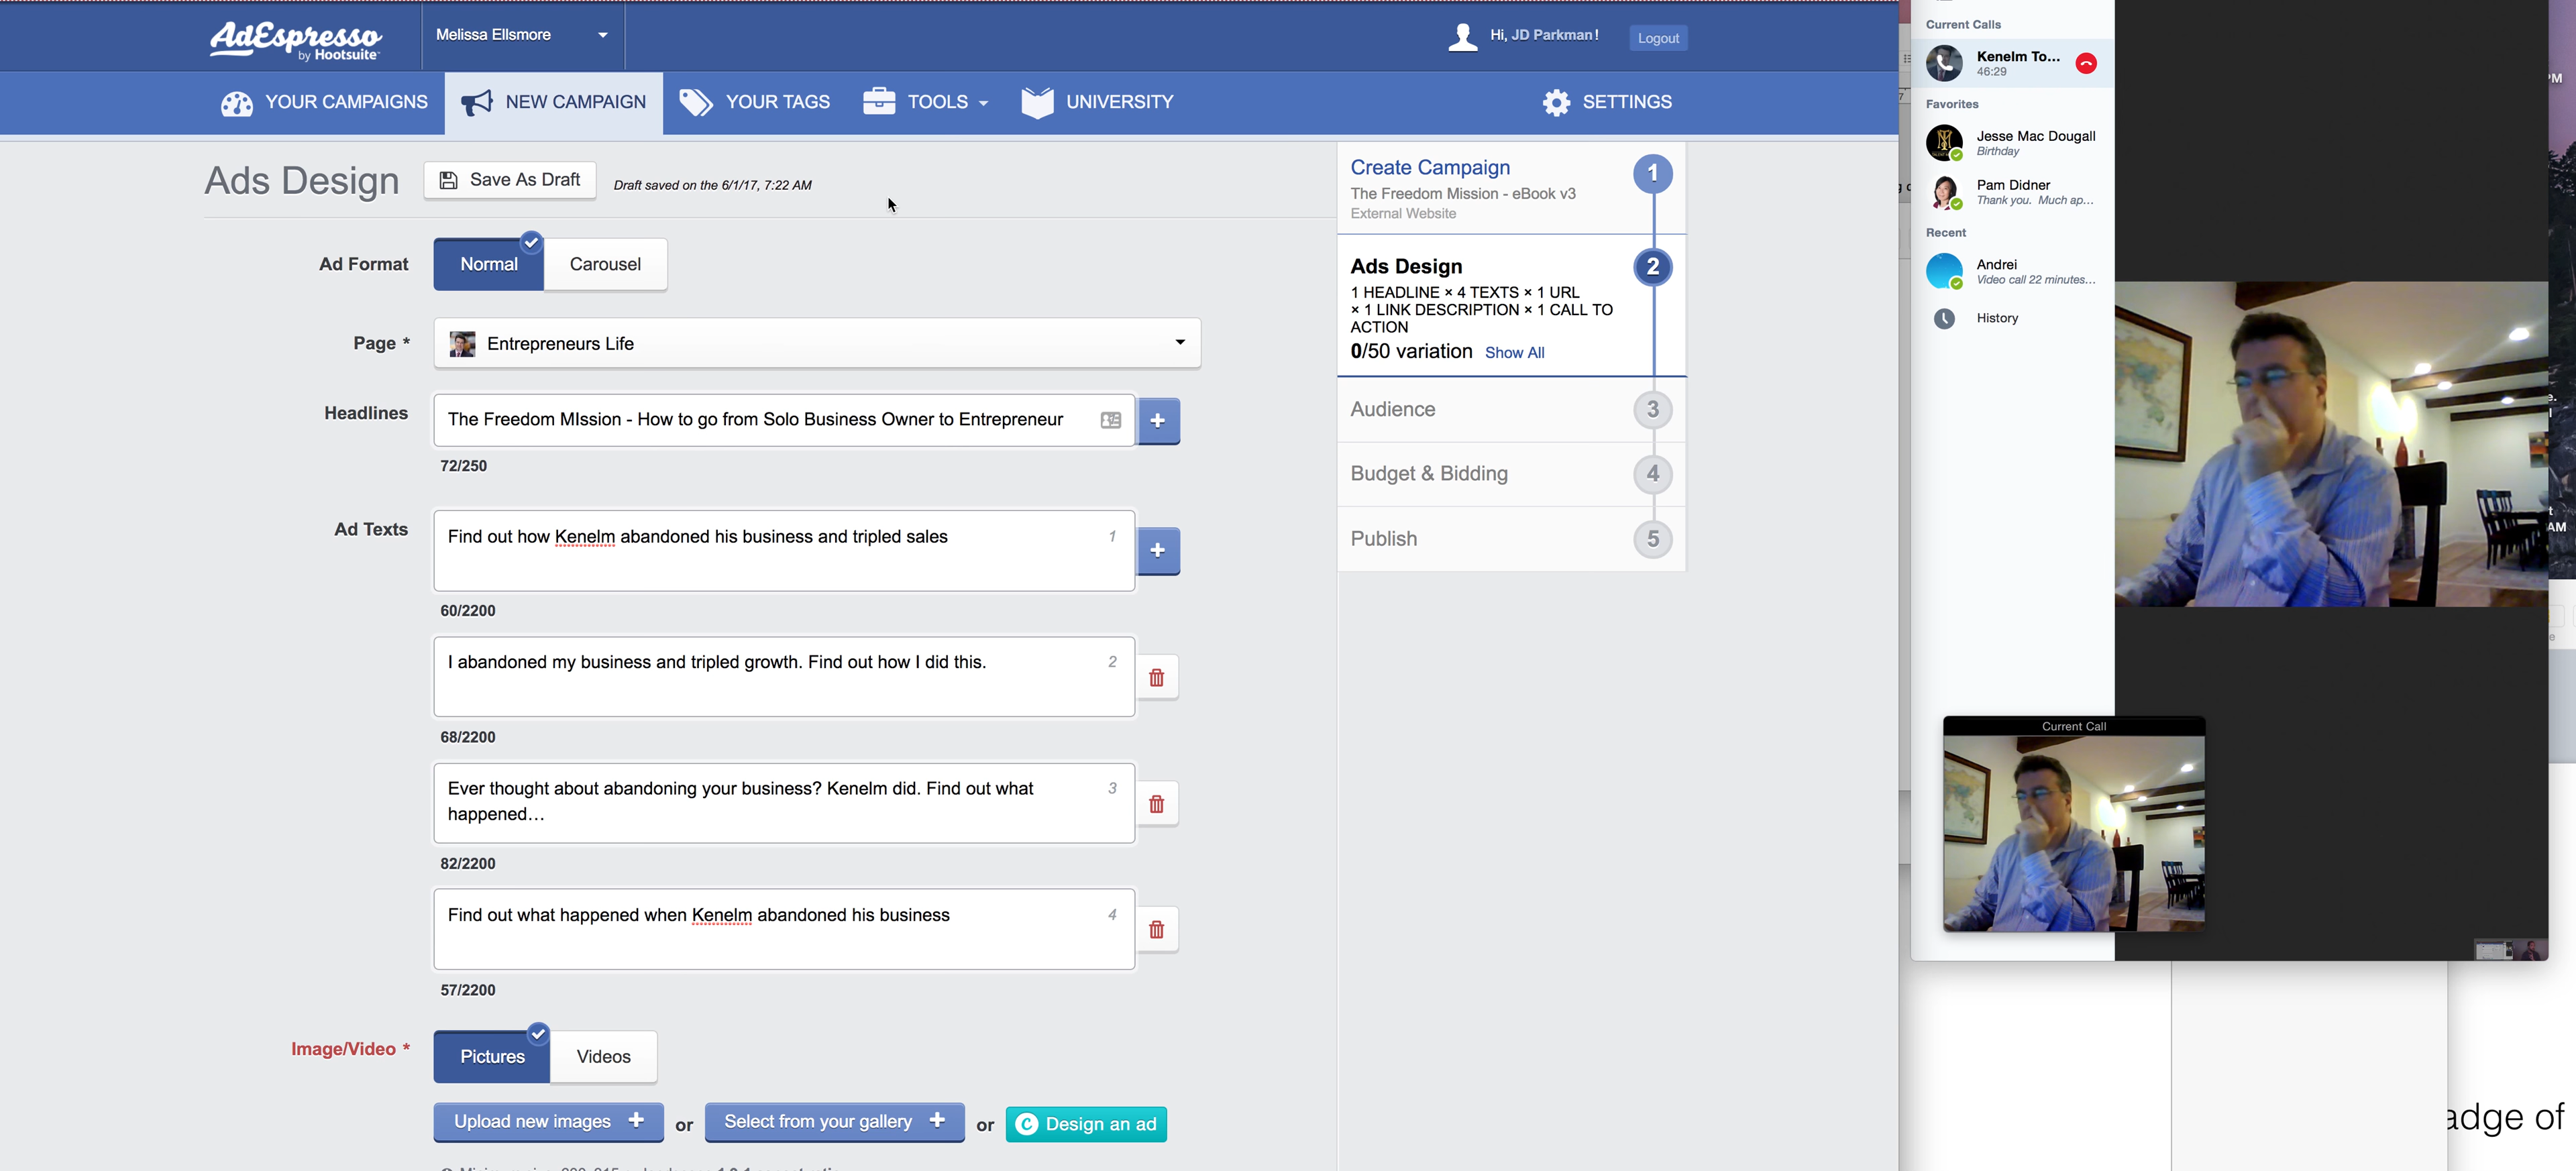 AdEspresso
by Hootsuite
Melissa Ellsmore
Hi, JD Parkman!
Logout
YOUR CAMPAIGNS
NEW CAMPAIGN
YOUR TAGS
TOOLS
UNIVERSITY
SETTINGS
Ads Design
Save As Draft
Draft saved on the 6/1/17, 7:22 AM
Ad Format
Normal
Carousel
Page *
Entrepreneurs Life
Headlines
The Freedom MIssion - How to go from Solo Business Owner to Entrepreneur
72/250
Ad Texts
Find out how Kenelm abandoned his business and tripled sales
1
60/2200
I abandoned my business and tripled growth. Find out how I did this.
2
68/2200
Ever thought about abandoning your business? Kenelm did. Find out what
happened…
3
82/2200
Find out what happened when Kenelm abandoned his business
4
57/2200
Image/Video *
Pictures
Videos
Upload new images +
or
Select from your gallery +
or
Design an ad
Create Campaign
1
The Freedom Mission - eBook v3
External Website
Ads Design
2
1 HEADLINE × 4 TEXTS × 1 URL
× 1 LINK DESCRIPTION × 1 CALL TO
ACTION
0/50 variation Show All
Audience
3
Budget & Bidding
4
Publish
5
Current Calls
Kenelm To...
46:29
Favorites
Jesse Mac Dougall
Birthday
Pam Didner
Thank you. Much ap...
Recent
Andrei
Video call 22 minutes...
History
Current Call
PM
AM
adge of